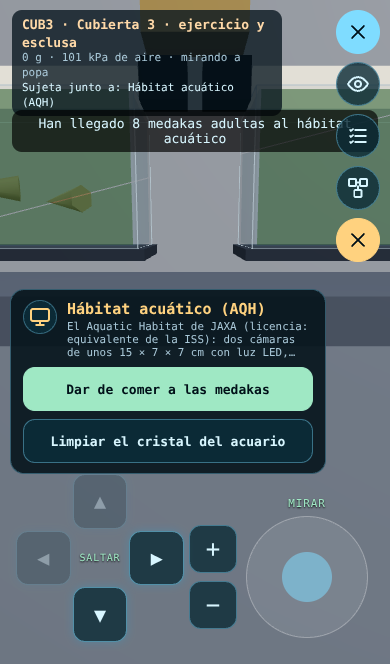 CUB3 · Cubierta 3 · ejercicio y
esclusa
0 g · 101 kPa de aire · mirando a
popa
Sujeta junto a: Hábitat acuático
(AQH)
Han llegado 8 medakas adultas al hábitat
acuático
Hábitat acuático (AQH)
El Aquatic Habitat de JAXA (licencia:
equivalente de la ISS): dos cámaras
de unos 15 × 7 × 7 cm con luz LED,…
Dar de comer a las medakas
Limpiar el cristal del acuario
MIRAR
SALTAR
+
−